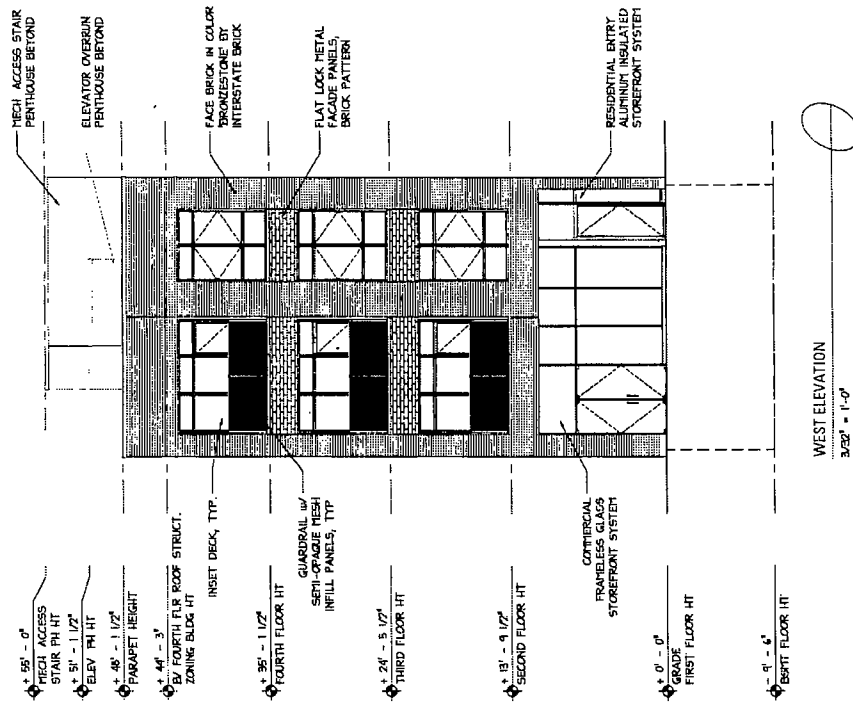 MECH ACCESS STAIR
PENTHOUSE BEYOND
ELEVATOR OVERRUN
PENTHOUSE BEYOND
FACE BRICK IN COLOR
'BRONZESTONE' BY
INTERSTATE BRICK
FLAT LOCK METAL
FACADE PANELS,
BRICK PATTERN
RESIDENTIAL ENTRY
ALUMINUM INSULATED
STOREFRONT SYSTEM
INSET DECK, TYP.
GUARDRAIL W/
SEMI-OPAQUE MESH
INFILL PANELS, TYP
COMMERCIAL
FRAMELESS GLASS
STOREFRONT SYSTEM
+ 55' - 0"
MECH ACCESS
STAIR PH HT
+ 51' - 1 1/2"
ELEV PH HT
+ 48' - 1 1/2"
PARAPET HEIGHT
+ 44' - 3"
B/ FOURTH FLR ROOF STRUCT.
ZONING BLDG HT
+ 35' - 1 1/2"
FOURTH FLOOR HT
+ 24' - 5 1/2"
THIRD FLOOR HT
+ 13' - 9 1/2"
SECOND FLOOR HT
+ 0' - 0"
GRADE
FIRST FLOOR HT
- 9' - 6"
BSMT FLOOR HT
WEST ELEVATION
3/32" = 1'-0"